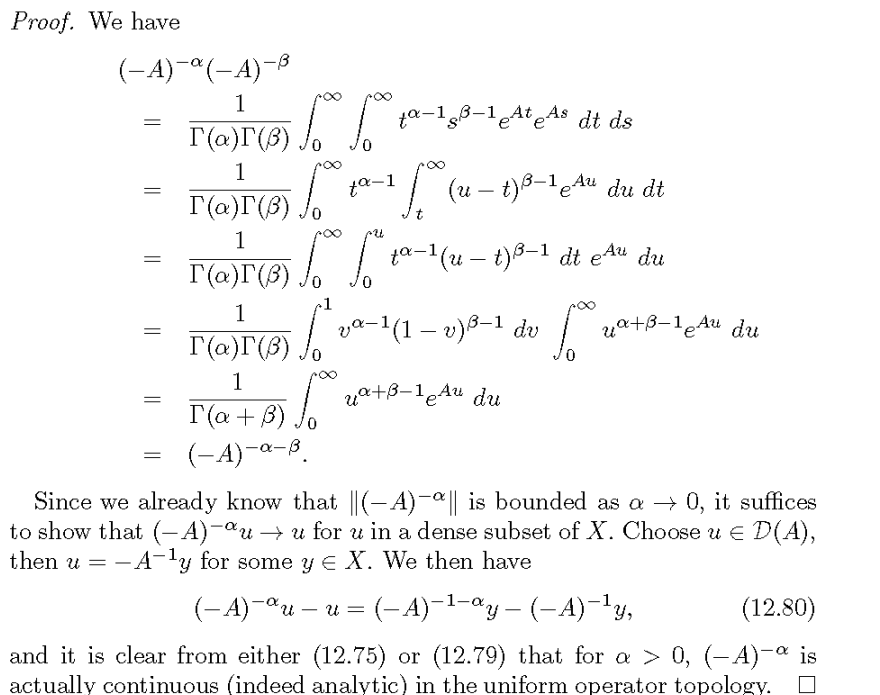 Proof. We have
(−A)^{−α}(−A)^{−β}
= \frac{1}{Γ(α)Γ(β)} ∫_0^∞ ∫_0^∞ t^{α−1}s^{β−1}e^{At}e^{As} dt ds
= \frac{1}{Γ(α)Γ(β)} ∫_0^∞ t^{α−1} ∫_t^∞ (u − t)^{β−1}e^{Au} du dt
= \frac{1}{Γ(α)Γ(β)} ∫_0^∞ ∫_0^u t^{α−1}(u − t)^{β−1} dt e^{Au} du
= \frac{1}{Γ(α)Γ(β)} ∫_0^1 v^{α−1}(1 − v)^{β−1} dv ∫_0^∞ u^{α+β−1}e^{Au} du
= \frac{1}{Γ(α + β)} ∫_0^∞ u^{α+β−1}e^{Au} du
= (−A)^{−α−β}.
Since we already know that ‖(−A)^{−α}‖ is bounded as α → 0, it suffices
to show that (−A)^{−α}u → u for u in a dense subset of X. Choose u ∈ D(A),
then u = −A^{−1}y for some y ∈ X. We then have
(−A)^{−α}u − u = (−A)^{−1−α}y − (−A)^{−1}y, (12.80)
and it is clear from either (12.75) or (12.79) that for α > 0, (−A)^{−α} is
actually continuous (indeed analytic) in the uniform operator topology. □